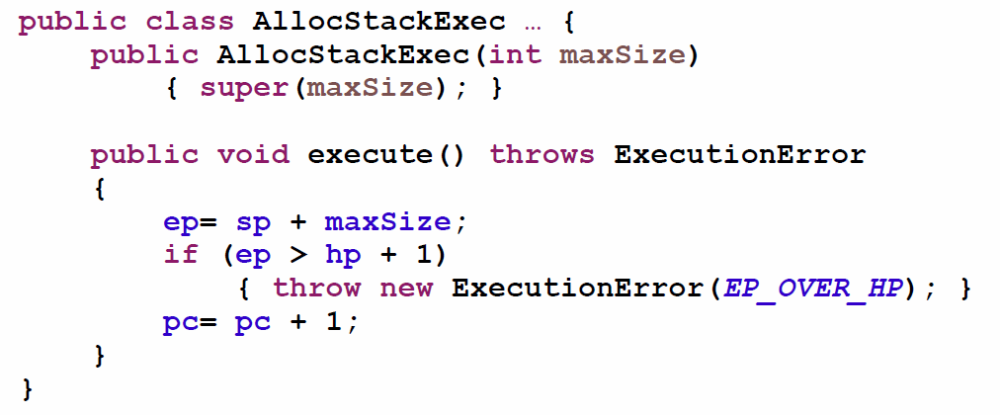 public class AllocStackExec … {
    public AllocStackExec(int maxSize)
        { super(maxSize); }

    public void execute() throws ExecutionError
    {
        ep= sp + maxSize;
        if (ep > hp + 1)
            { throw new ExecutionError(EP_OVER_HP); }
        pc= pc + 1;
    }
}